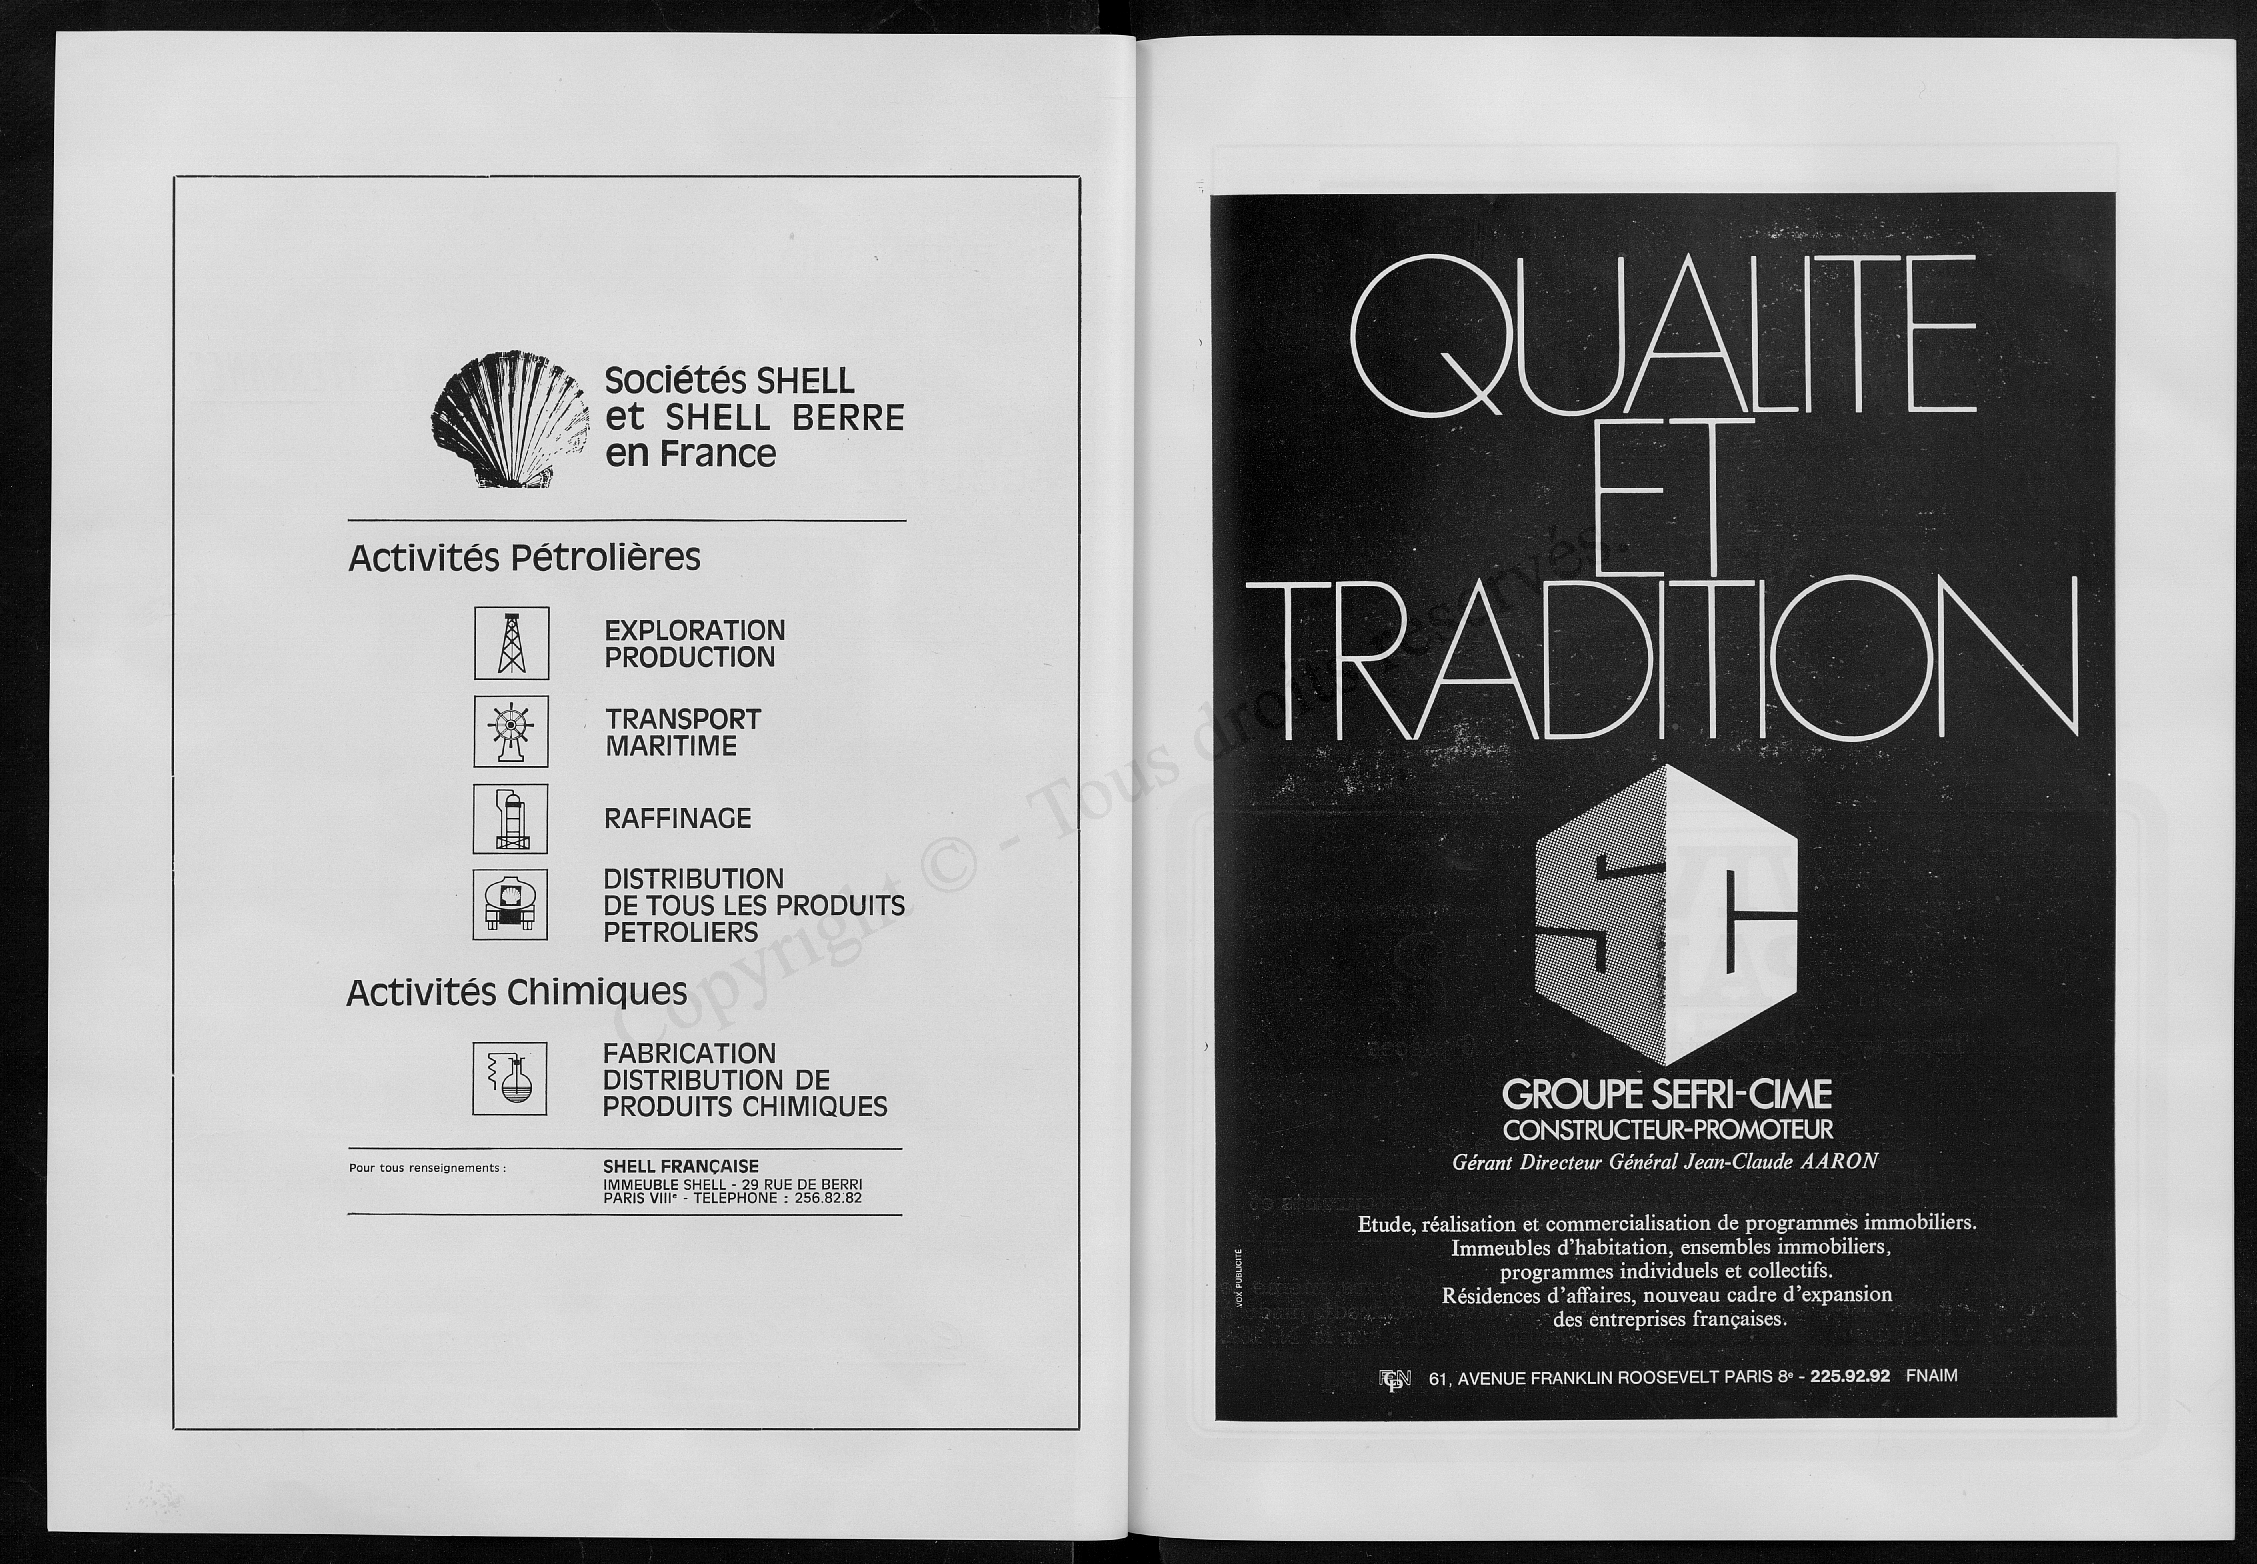 Sociétés SHELL
et SHELL BERRE
en France
Activités Pétrolières
EXPLORATION
PRODUCTION
TRANSPORT
MARITIME
RAFFINAGE
DISTRIBUTION
DE TOUS LES PRODUITS
PETROLIERS
Activités Chimiques
FABRICATION
DISTRIBUTION DE
PRODUITS CHIMIQUES
Pour tous renseignements :
SHELL FRANÇAISE
IMMEUBLE SHELL - 29 RUE DE BERRI
PARIS VIIIe - TELEPHONE : 256.82.82
Copyright © - Tous droits réservés.
QUALITE
ET
TRADITION
SC
GROUPE SEFRI-CIME
CONSTRUCTEUR-PROMOTEUR
Gérant Directeur Général Jean-Claude AARON
Etude, réalisation et commercialisation de programmes immobiliers.
Immeubles d'habitation, ensembles immobiliers,
programmes individuels et collectifs.
Résidences d'affaires, nouveau cadre d'expansion
des entreprises françaises.
VOX PUBLICITÉ
61, AVENUE FRANKLIN ROOSEVELT PARIS 8e - 225.92.92 FNAIM